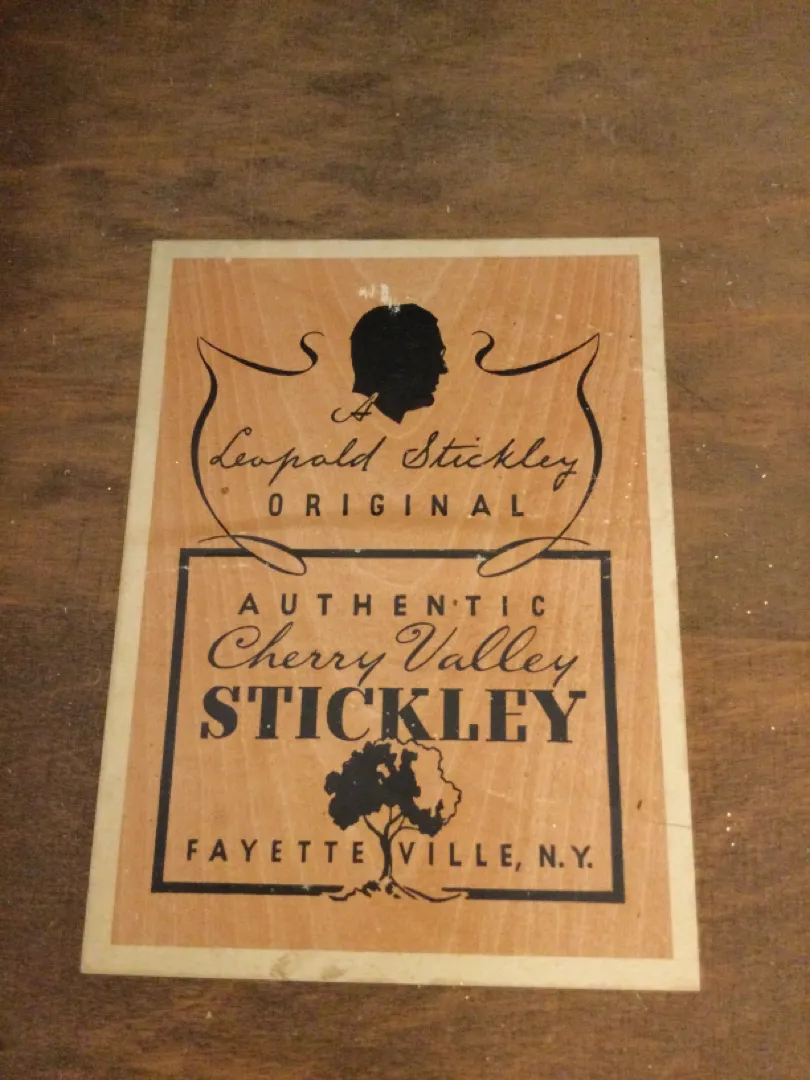 A
Leopold Stickley
ORIGINAL
AUTHENTIC
Cherry Valley
STICKLEY
FAYETTEVILLE, N.Y.